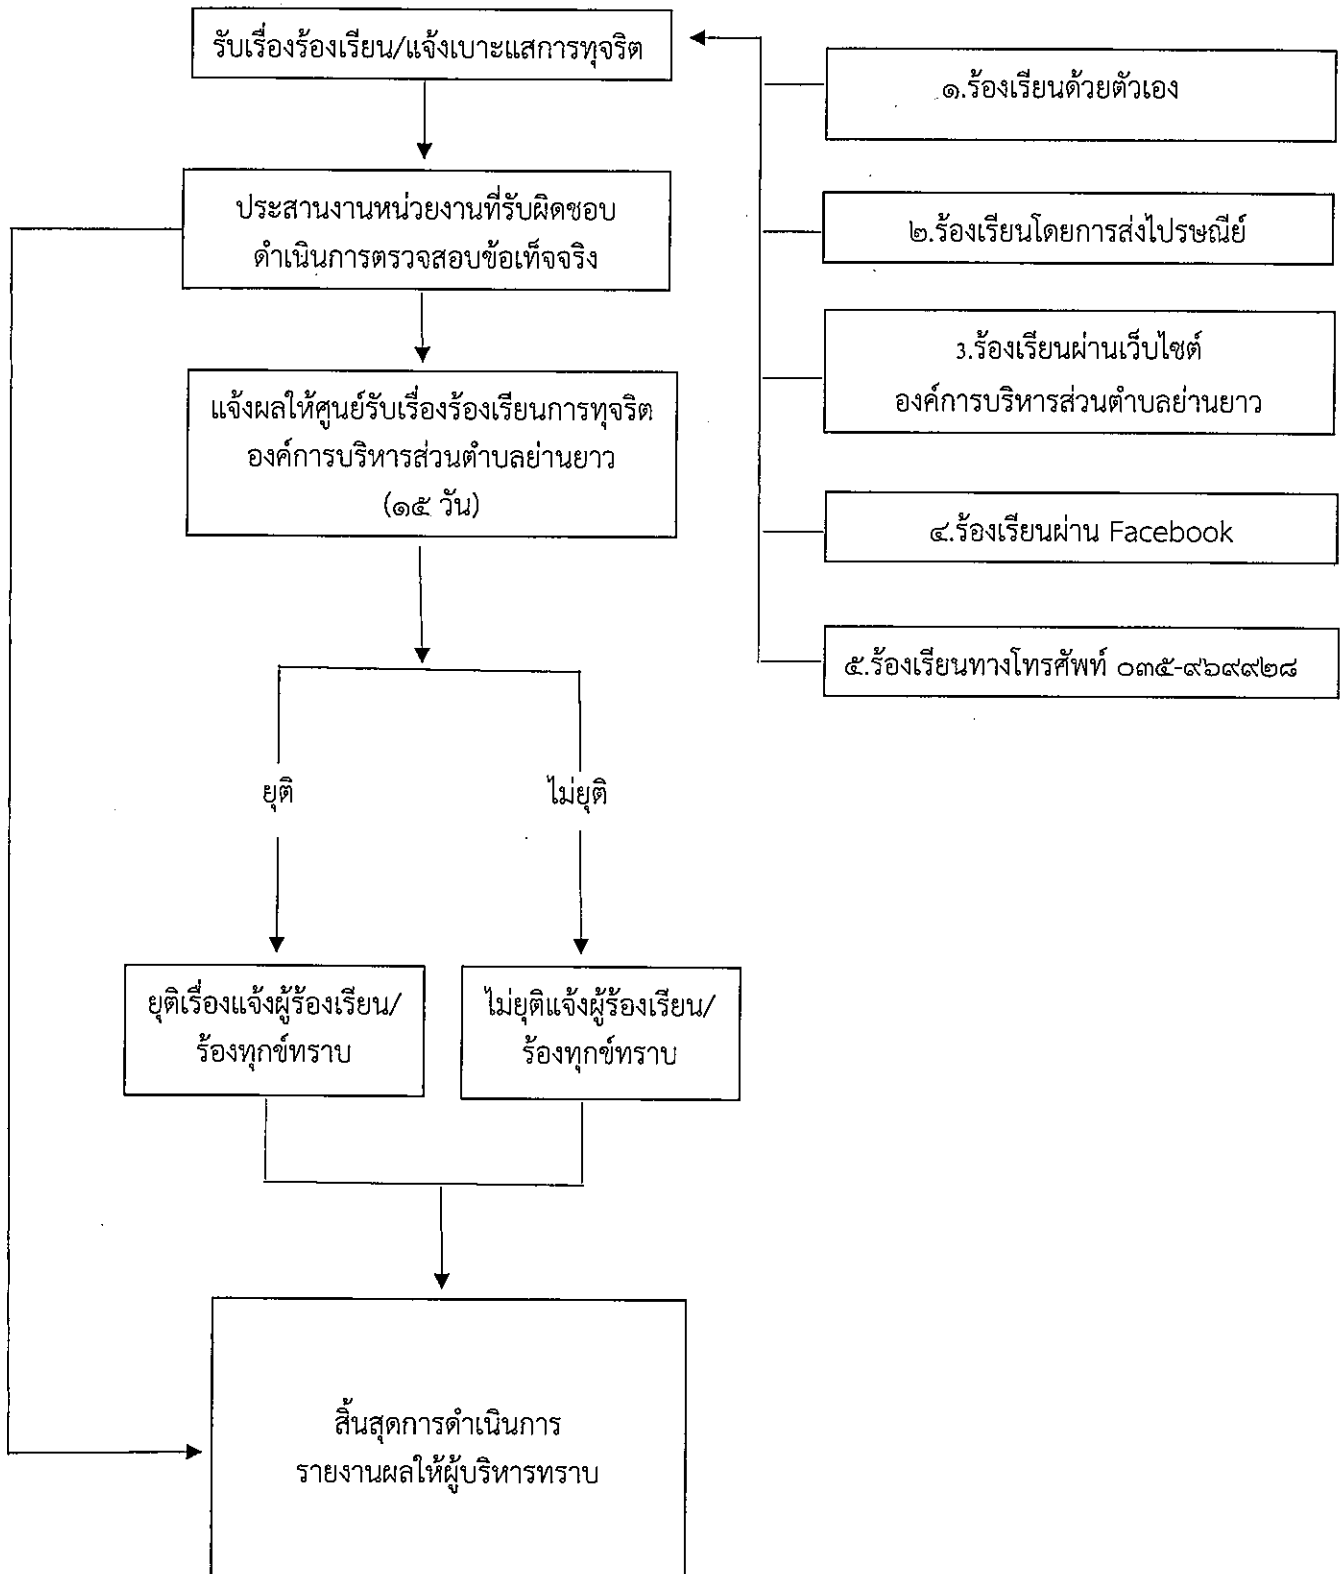 รับเรื่องร้องเรียน/แจ้งเบาะแสการทุจริต
๑.ร้องเรียนด้วยตัวเอง
ประสานงานหน่วยงานที่รับผิดชอบ
ดำเนินการตรวจสอบข้อเท็จจริง
๒.ร้องเรียนโดยการส่งไปรษณีย์
3.ร้องเรียนผ่านเว็บไซต์
องค์การบริหารส่วนตำบลย่านยาว
แจ้งผลให้ศูนย์รับเรื่องร้องเรียนการทุจริต
องค์การบริหารส่วนตำบลย่านยาว
(๑๕ วัน)
๔.ร้องเรียนผ่าน Facebook
๕.ร้องเรียนทางโทรศัพท์ ๐๓๕-๙๖๙๙๒๘
ยุติ
ไม่ยุติ
ยุติเรื่องแจ้งผู้ร้องเรียน/
ร้องทุกข์ทราบ
ไม่ยุติแจ้งผู้ร้องเรียน/
ร้องทุกข์ทราบ
สิ้นสุดการดำเนินการ
รายงานผลให้ผู้บริหารทราบ